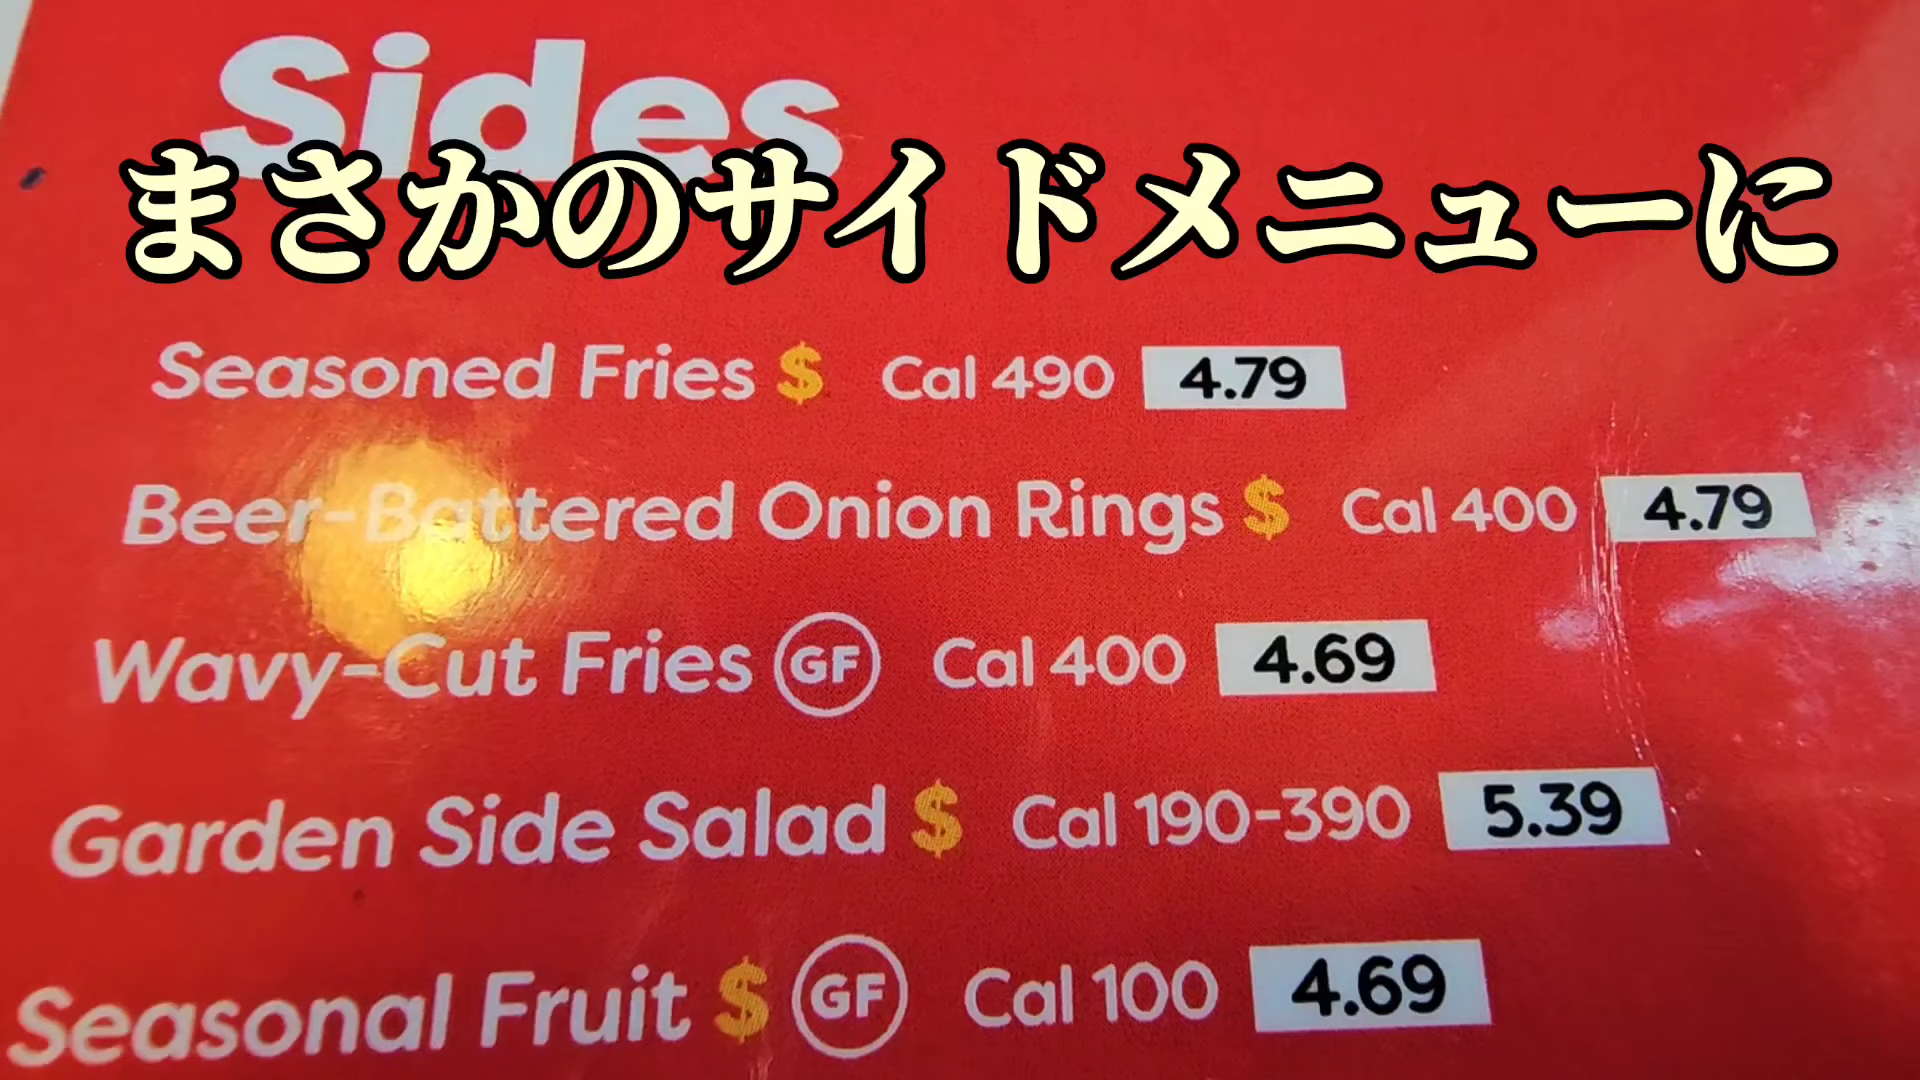 Sides
まさかのサイドメニューに
Seasoned Fries $ Cal 490 4.79
Beer-Battered Onion Rings $ Cal 400 4.79
Wavy-Cut Fries GF Cal 400 4.69
Garden Side Salad $ Cal 190-390 5.39
Seasonal Fruit $ GF Cal 100 4.69